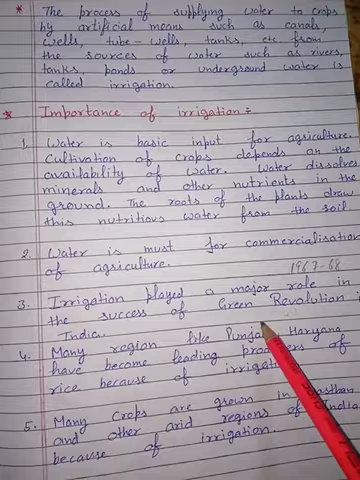 * The process of supplying water to crops
by artificial means such as canals,
wells, tube-wells, tanks, etc from
the sources of water such as rivers,
tanks, ponds or underground water is
called irrigation.
* Importance of irrigation :-
1. Water is basic input for agriculture.
Cultivation of crops depends on the
availability of water. Water dissolves
minerals and other nutrients in the
ground. The roots of the plants draw
this nutritious water from the soil
2. Water is must for commercialisation
of agriculture.
1967-68
3. Irrigation played a major role in
the success of Green Revolution i
India.
4. Many region like Punjab, Haryana
have become leading producers of
rice because of irrigation
5. Many crops are grown in Rajasthan
and other arid regions of India
because of irrigation.